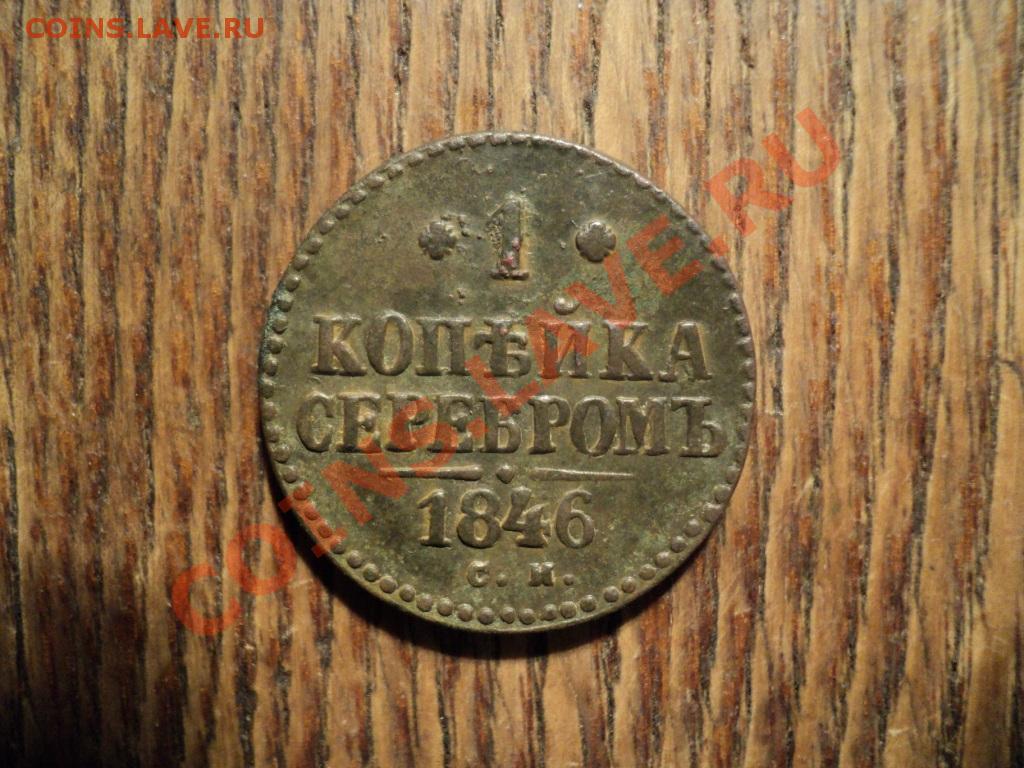 COINS.LAVE.RU
1
КОПѢЙКА
СЕРЕБРОМЪ
1846
С. М.
COINS.LAVE.RU